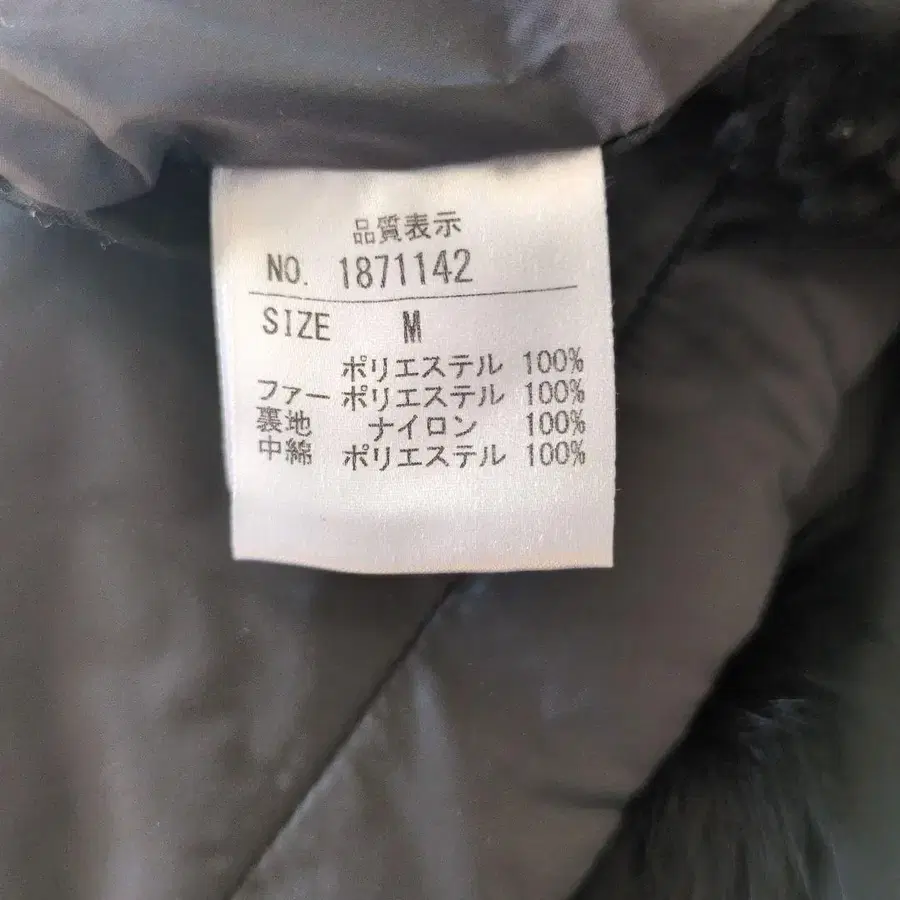 品質表示
NO. 1871142
SIZE M
ポリエステル 100%
ファー ポリエステル 100%
裏地 ナイロン 100%
中綿 ポリエステル 100%